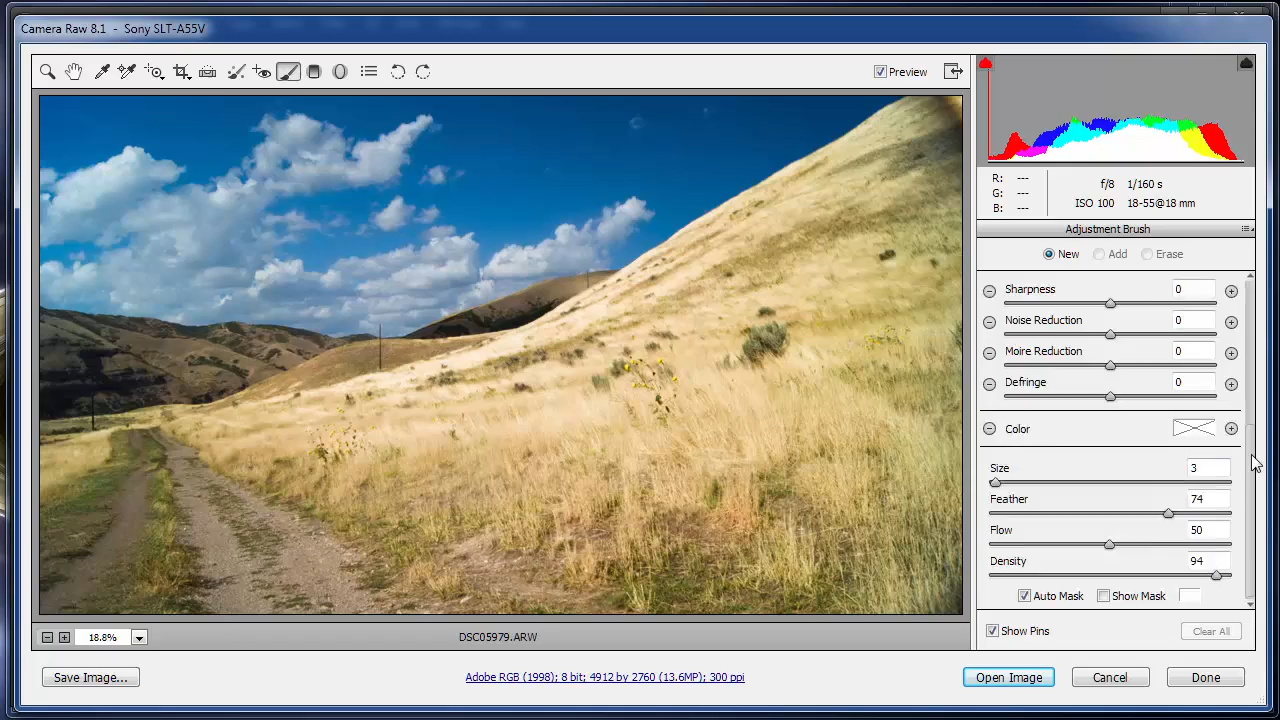 Camera Raw 8.1 - Sony SLT-A55V
Preview
R: ---
G: ---
B: ---
f/8 1/160 s
ISO 100 18-55@18 mm
Adjustment Brush
New Add Erase
Sharpness 0
Noise Reduction 0
Moire Reduction 0
Defringe 0
Color
Size 3
Feather 74
Flow 50
Density 94
Auto Mask Show Mask
18.8% DSC05979.ARW
Show Pins Clear All
Save Image... Adobe RGB (1998); 8 bit; 4912 by 2760 (13.6MP); 300 ppi Open Image Cancel Done